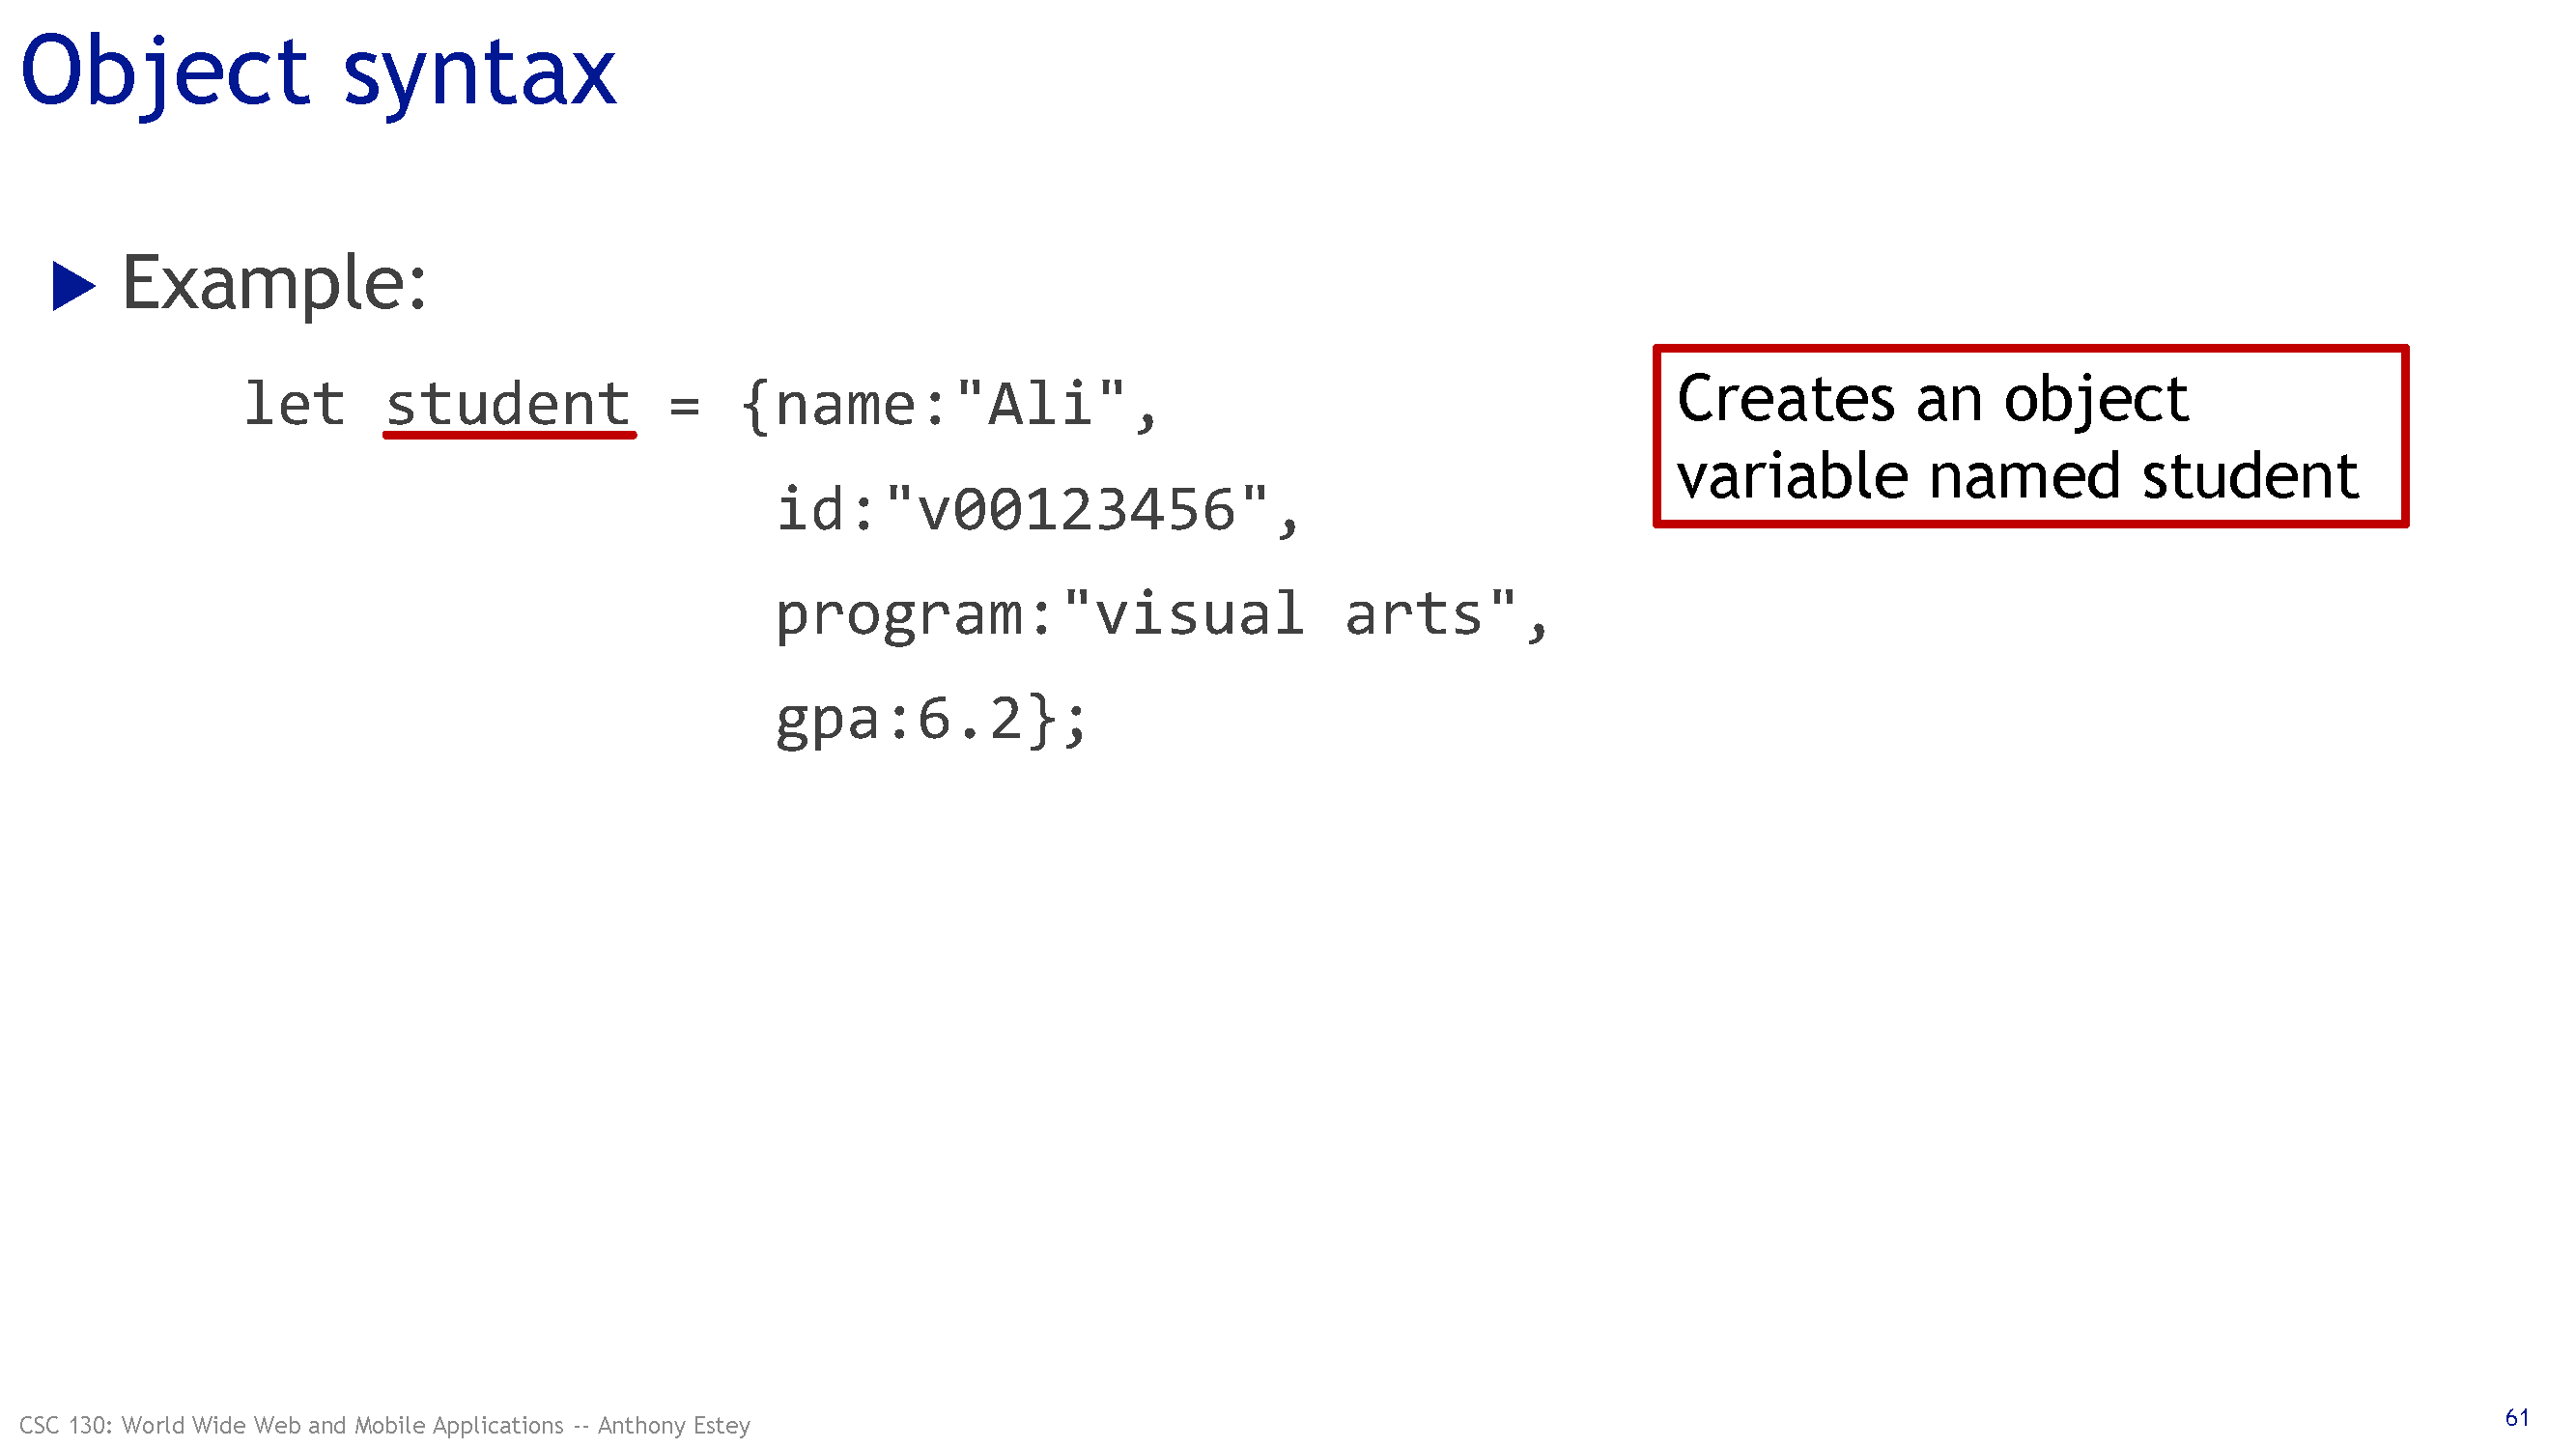 Object syntax
Example:
let student = {name:"Ali",
id:"v00123456",
program:"visual arts",
gpa:6.2};
Creates an object
variable named student
CSC 130: World Wide Web and Mobile Applications -- Anthony Estey
61